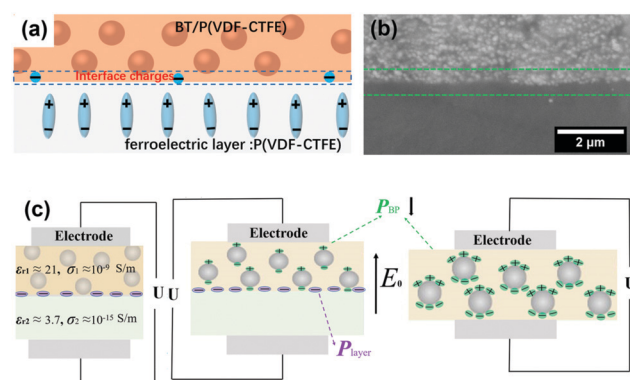 (a)
BT/P(VDF-CTFE)
Interface charges
ferroelectric layer :P(VDF-CTFE)
(b)
2 μm
(c)
Electrode
εr1 ≈ 21, σ1 ≈10-9 S/m
εr2 ≈ 3.7, σ2 ≈10-15 S/m
U
U
Electrode
Player
PBP
E0
Electrode
U